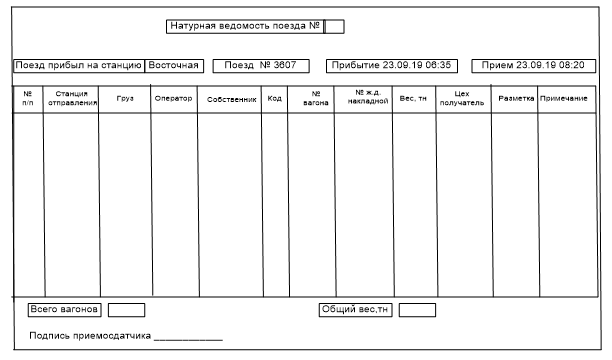 Натурная ведомость поезда №
Поезд прибыл на станцию Восточная Поезд № 3607 Прибытие 23.09.19 06:35 Прием 23.09.19 08:20
№ п/п Станция отправления Груз Оператор Собственник Код № вагона № ж.д. накладной Вес, тн Цех получатель Разметка Примечание
Всего вагонов Общий вес,тн
Подпись приемосдатчика ____________